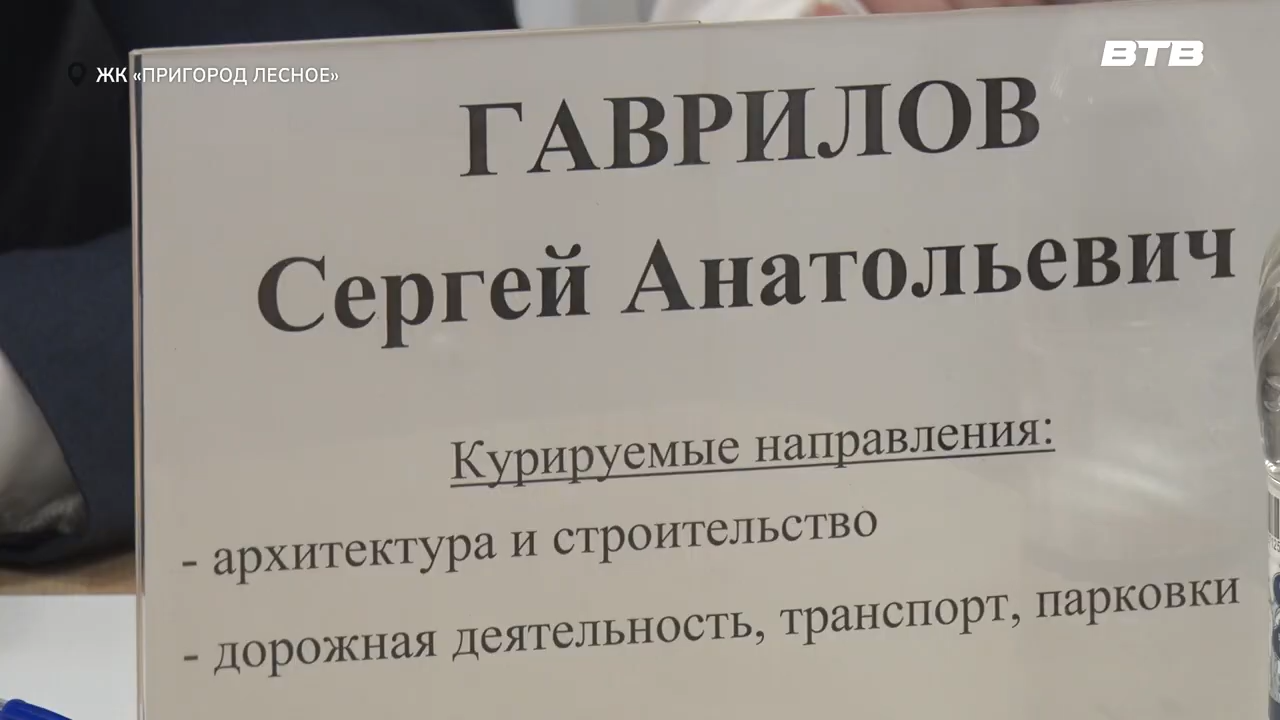 ЖК «ПРИГОРОД ЛЕСНОЕ»
ВТВ
ГАВРИЛОВ
Сергей Анатольевич
Курируемые направления:
- архитектура и строительство
- дорожная деятельность, транспорт, парковки